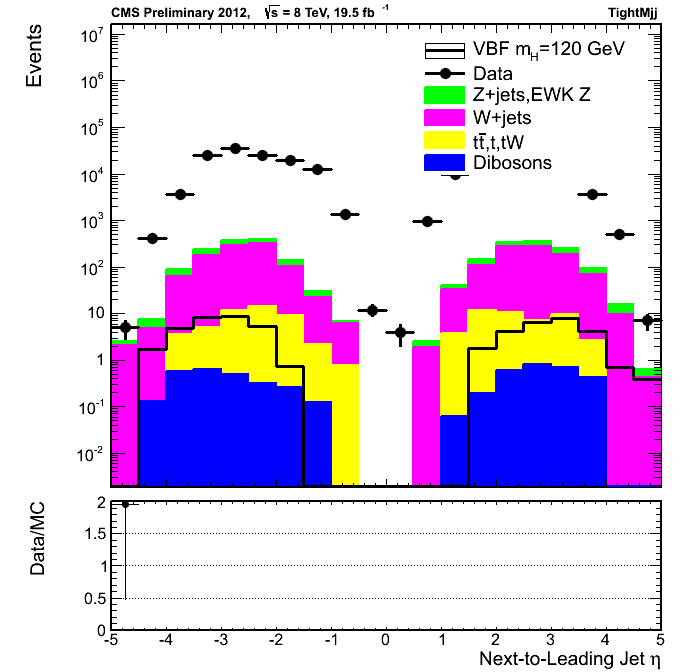 CMS Preliminary 2012, √s = 8 TeV, 19.5 fb⁻¹ TightMjj
Events
10⁷
10⁶
10⁵
10⁴
10³
10²
10
1
10⁻¹
10⁻²
VBF m_H=120 GeV
Data
Z+jets,EWK Z
W+jets
tt̄,t,tW
Dibosons
Data/MC
2
1.5
1
0.5
0
-5 -4 -3 -2 -1 0 1 2 3 4 5
Next-to-Leading Jet η